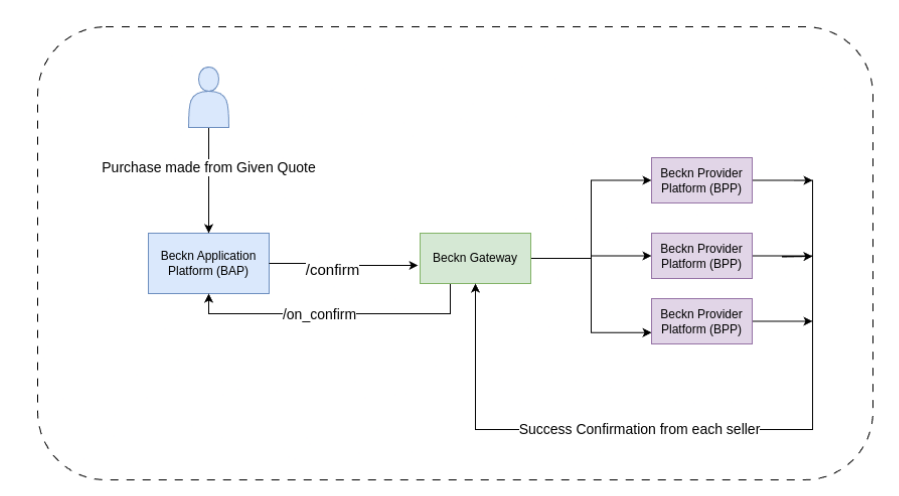 Purchase made from Given Quote
Beckn Application
Platform (BAP)
/confirm
/on_confirm
Beckn Gateway
Beckn Provider
Platform (BPP)
Beckn Provider
Platform (BPP)
Beckn Provider
Platform (BPP)
Success Confirmation from each seller